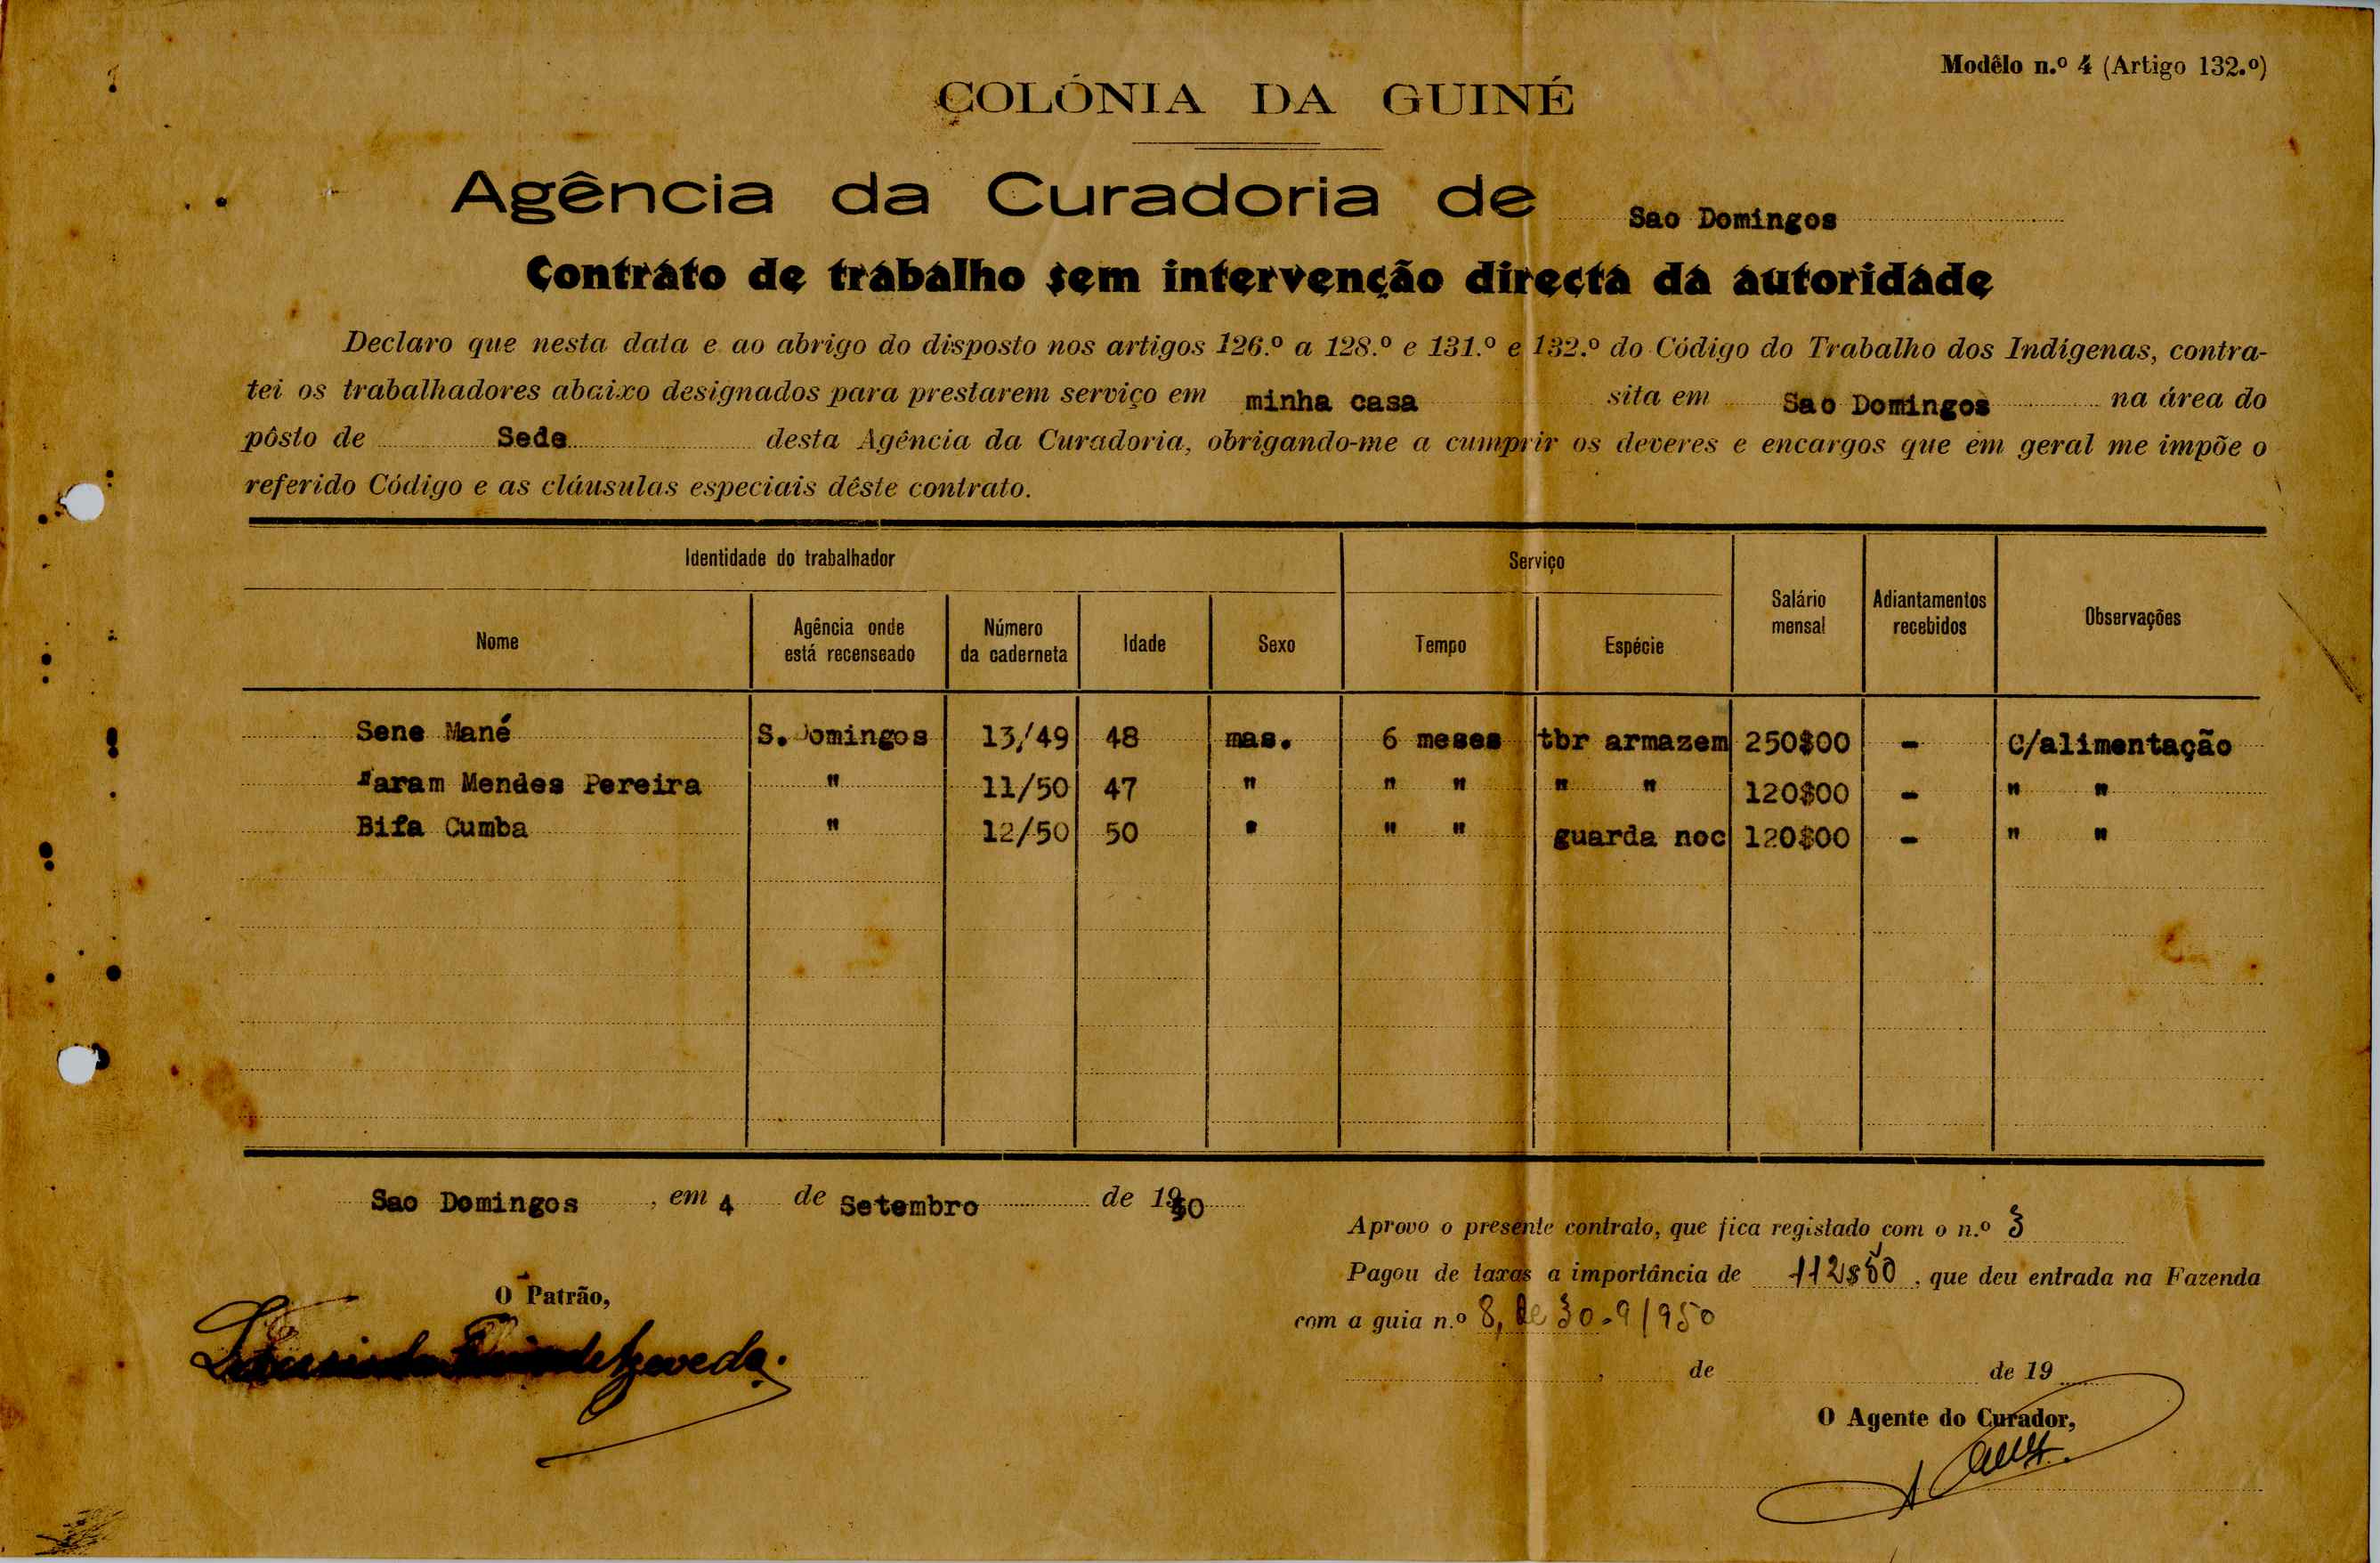 Modêlo n.º 4 (Artigo 132.º)
COLÓNIA DA GUINÉ
Agência da Curadoria de Sao Domingos
Contrato de trabalho sem intervenção directa da autoridade
Declaro que nesta data e ao abrigo do disposto nos artigos 126.º a 128.º e 131.º e 132.º do Código do Trabalho dos Indígenas, contra-
tei os trabalhadores abaixo designados para prestarem serviço em minha casa sita em Sao Domingos na área do
pôsto de Sede desta Agência da Curadoria, obrigando-me a cumprir os deveres e encargos que em geral me impõe o
referido Código e as cláusulas especiais dêste contrato.
Identidade do trabalhador Serviço Salário mensal Adiantamentos recebidos Observações
Nome Agência onde está recenseado Número da caderneta Idade Sexo Tempo Espécie
Sene Mané S. Domingos 13/49 48 mas. 6 meses tbr armazem 250$00 - C/alimentação
aram Mendes Pereira " 11/50 47 " " " " " 120$00 - " "
Bifa Cumba " 12/50 50 " " " guarda noc 120$00 - " "
Sao Domingos, em 4 de Setembro de 1950
Aprovo o presente contrato, que fica registado com o n.º 3
Pagou de taxas a importância de 112$50, que deu entrada na Fazenda
com a guia n.º 8, de 30-9/950
O Patrão,
de Azevedo.
, de de 19
O Agente do Curador,